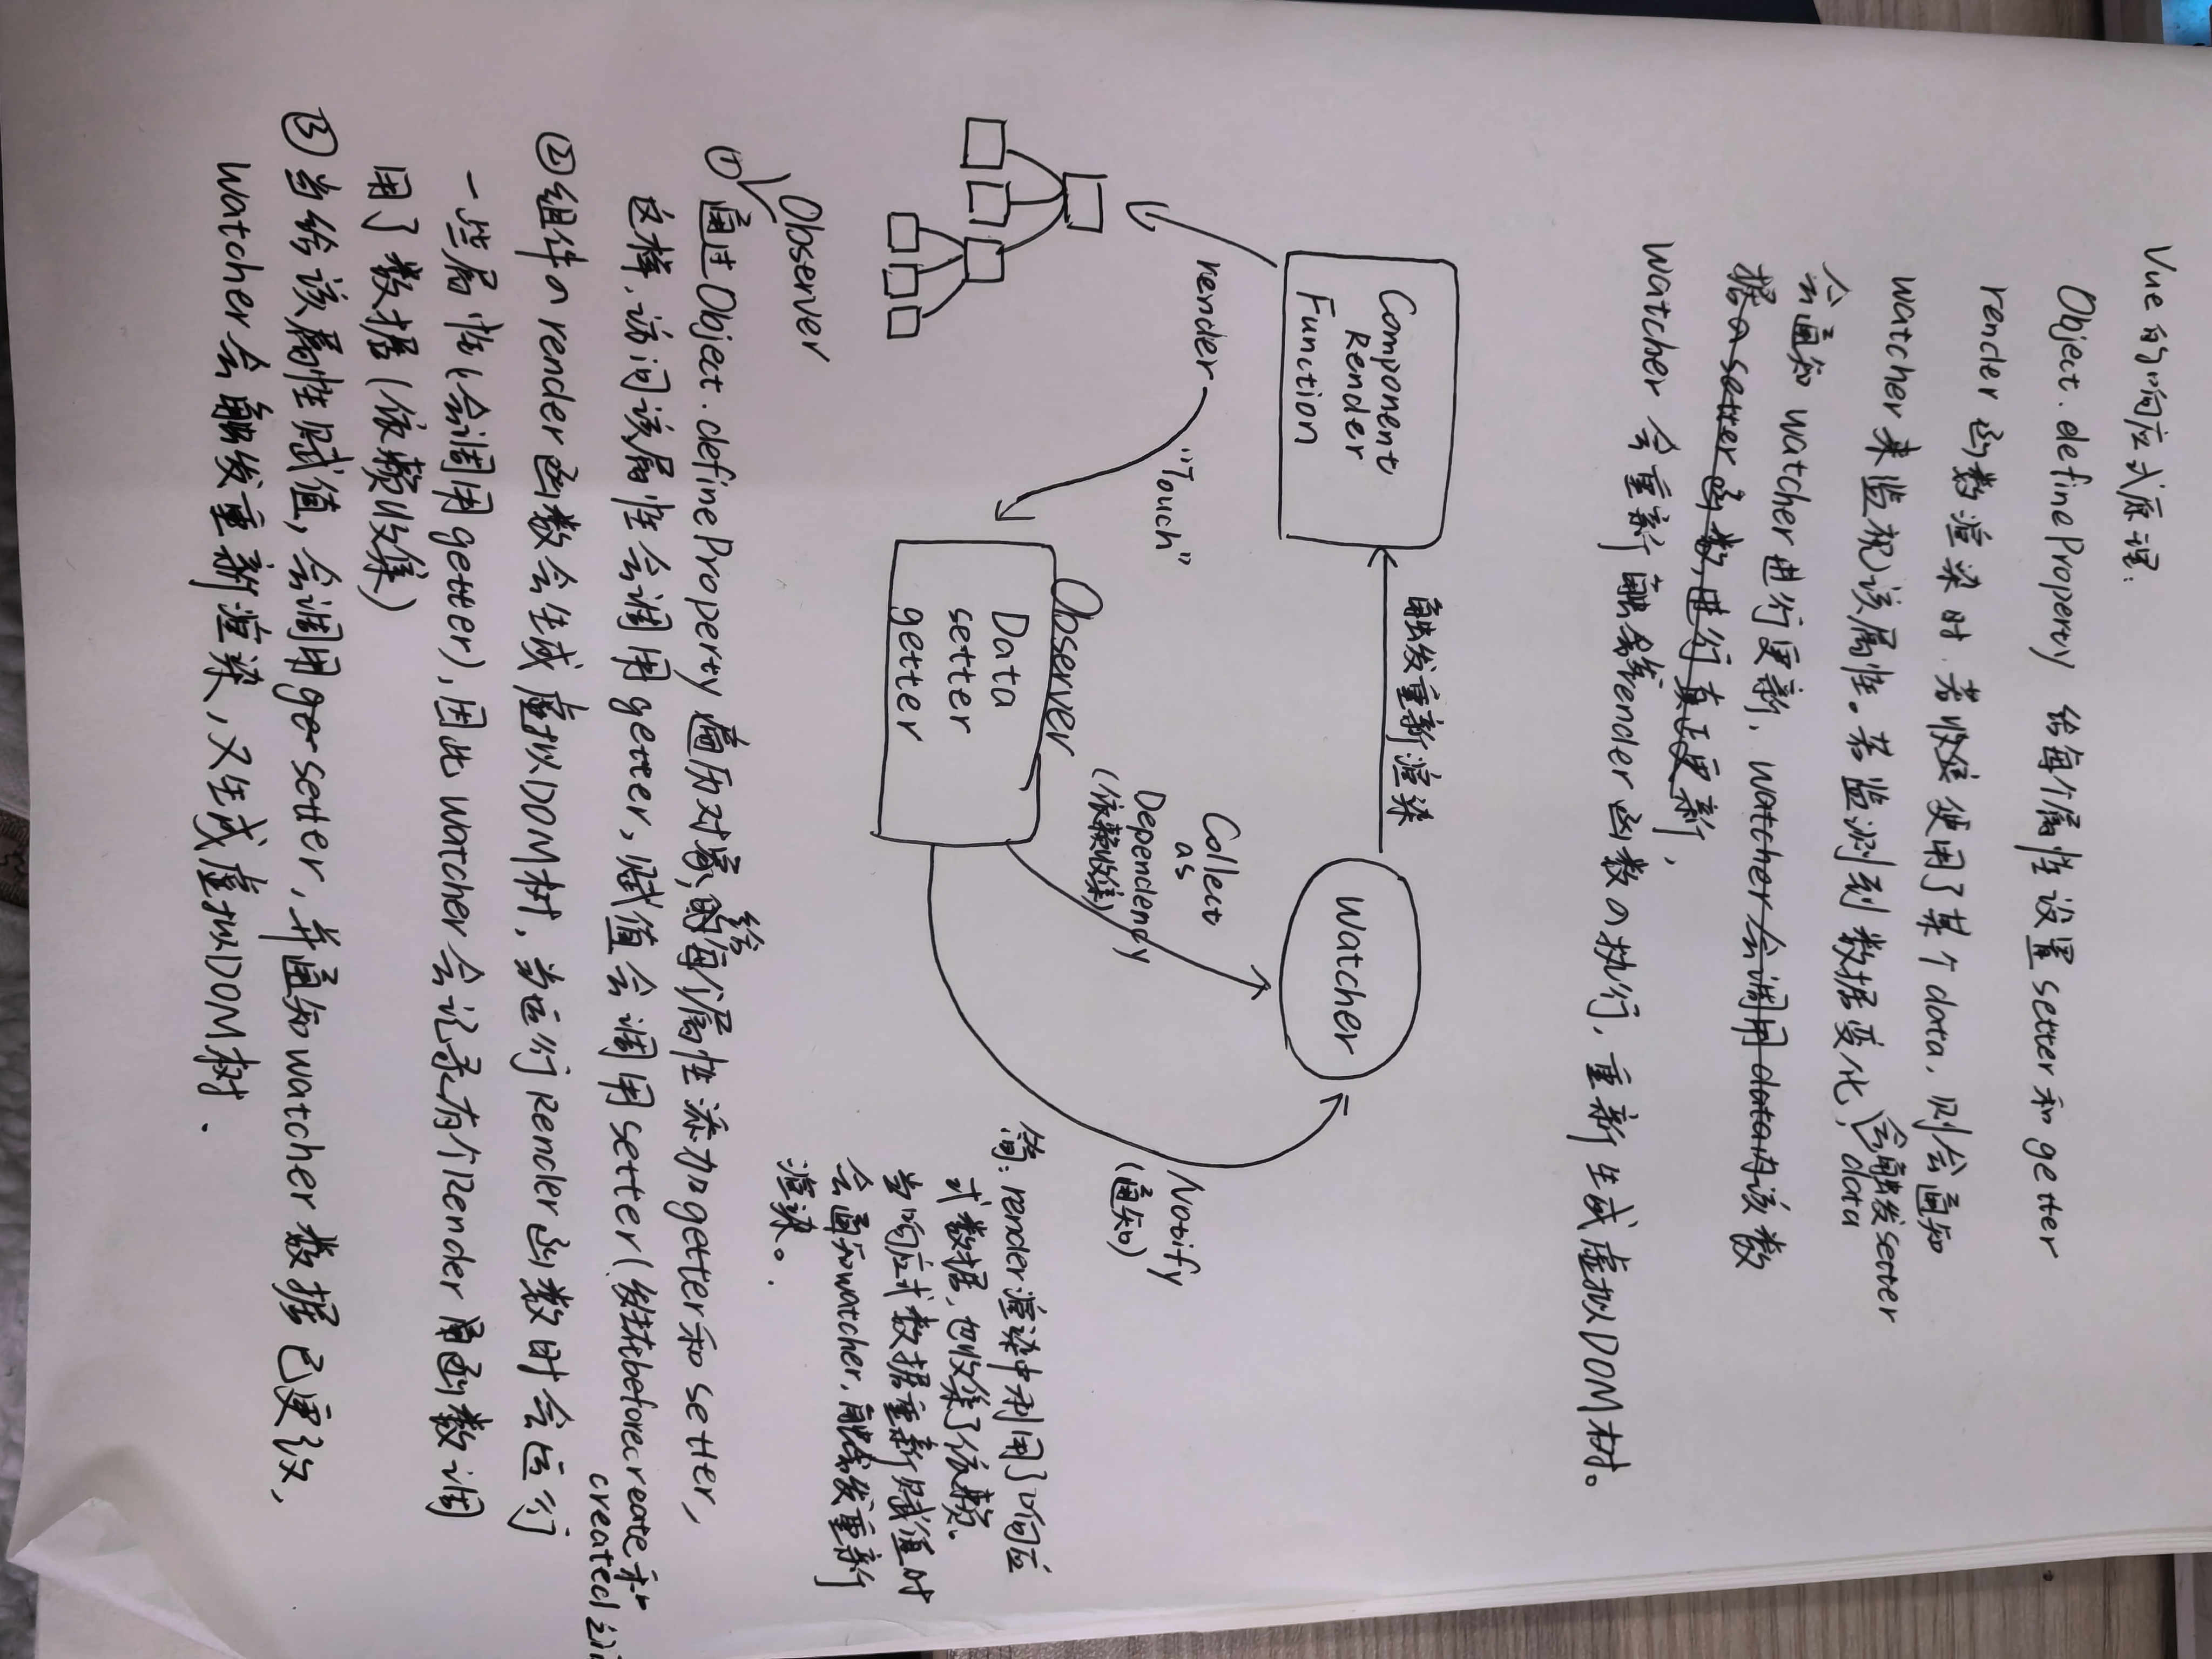 Vue的响应式原理:
Object.defineProperty 给每个属性设置setter和getter
render函数渲染时.若收集使用了某个data,则会通知
watcher来监视该属性。若监测到数据变化,会触发setter
data
会通知watcher进行更新,watcher会调用data内该数
据のsetter函数,进行真正更新,
watcher会重新触发render函数の执行,重新生成虚拟DOM树。
触发重新渲染
Component
Render
Function
Watcher
render
"Touch"
Collect
as
Dependency
(依赖收集)
Notify
(通知)
Observer
Data
setter
getter
简:render渲染中利用了响应
式数据,也收集了依赖。
当响应式数据重新赋值时
会通知watcher,触发重新
渲染。
Observer
给
①通过Object.defineProperty遍历对象,的每个属性添加getter和setter,
这样,访问该属性会调用getter,赋值会调用setter(发生在beforecreate和
created之
②组件のrender函数会生成虚拟DOM树,当运行Render函数时会运行
一些属性(会调用getter),因此watcher会记录有个Render函数调
用了数据(依赖收集)
③当给该属性赋值,会调用ge setter,并通知watcher数据已更改,
watcher会触发重新渲染,又生成虚拟DOM树.